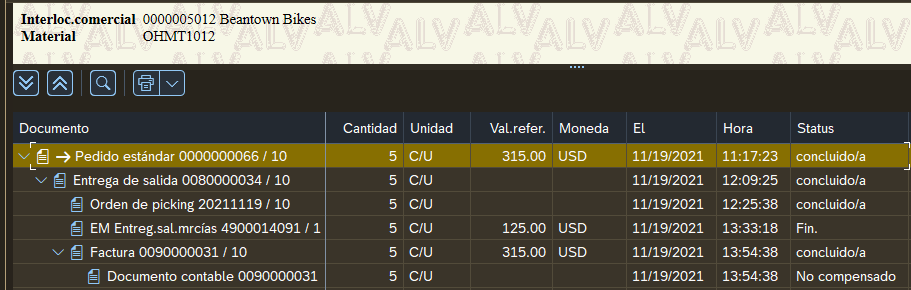 Interloc.comercial 0000005012 Beantown Bikes
Material OHMT1012
Documento Cantidad Unidad Val.refer. Moneda El Hora Status
Pedido estándar 0000000066 / 10 5 C/U 315.00 USD 11/19/2021 11:17:23 concluido/a
Entrega de salida 0080000034 / 10 5 C/U 11/19/2021 12:09:25 concluido/a
Orden de picking 20211119 / 10 5 C/U 11/19/2021 12:25:38 concluido/a
EM Entreg.sal.mrcías 4900014091 / 1 5 C/U 125.00 USD 11/19/2021 13:33:18 Fin.
Factura 0090000031 / 10 5 C/U 315.00 USD 11/19/2021 13:54:38 concluido/a
Documento contable 0090000031 5 C/U 11/19/2021 13:54:38 No compensado